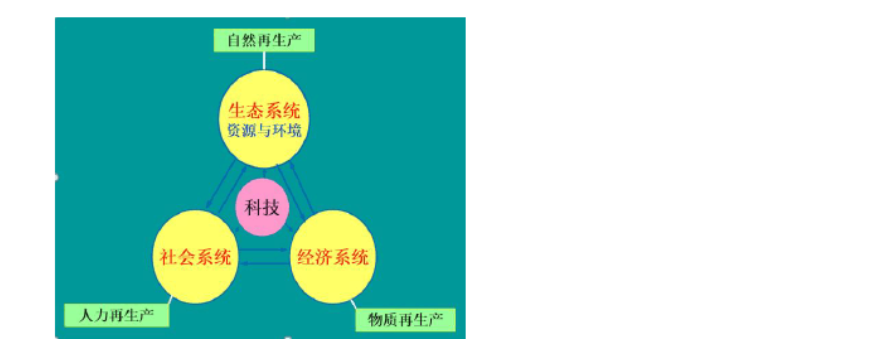 自然再生产
生态系统
资源与环境
科技
社会系统
经济系统
人力再生产
物质再生产